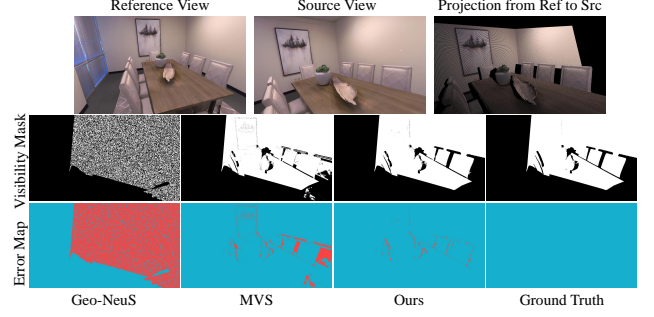 Reference View
Source View
Projection from Ref to Src
Visibility Mask
Error Map
Geo-NeuS
MVS
Ours
Ground Truth